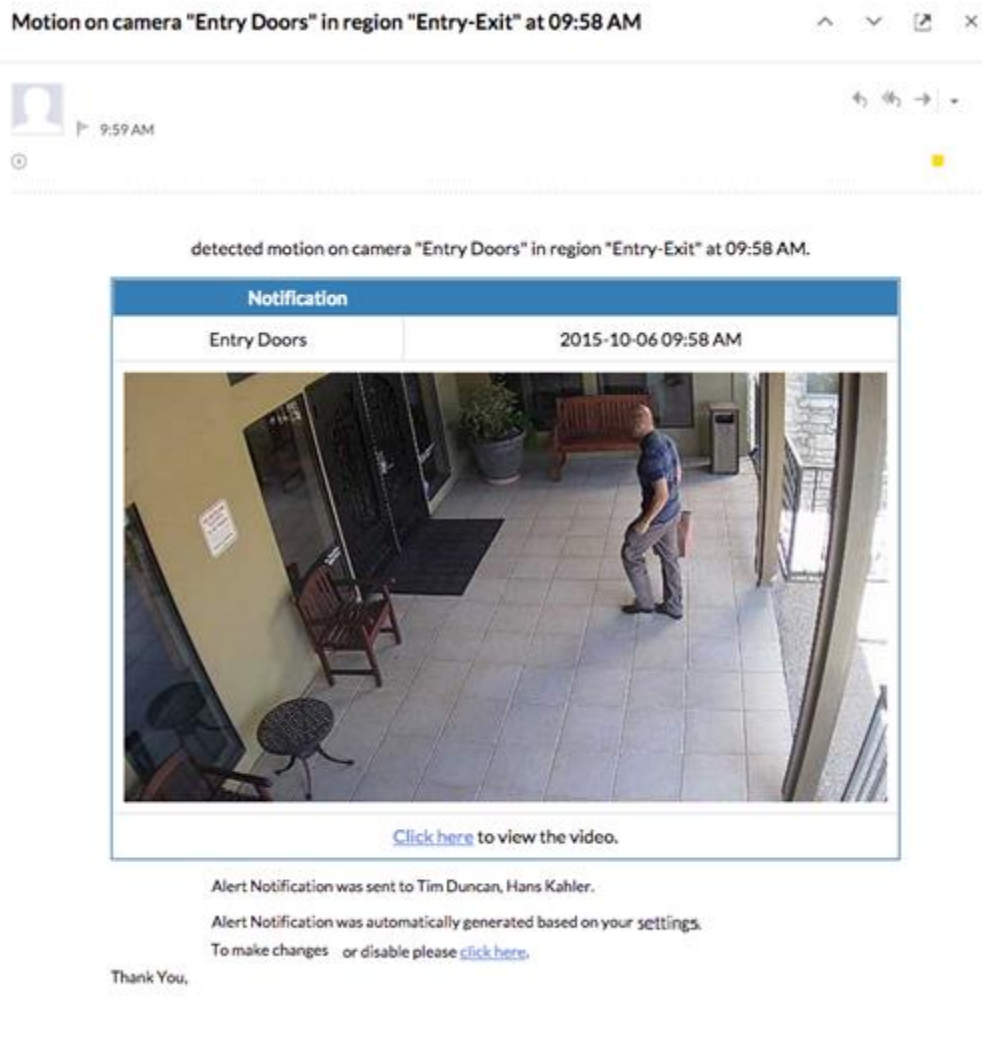 Motion on camera "Entry Doors" in region "Entry-Exit" at 09:58 AM
9:59 AM
detected motion on camera "Entry Doors" in region "Entry-Exit" at 09:58 AM.
Notification
Entry Doors 2015-10-06 09:58 AM
Click here to view the video.
Alert Notification was sent to Tim Duncan, Hans Kahler.
Alert Notification was automatically generated based on your settings.
To make changes or disable please click here.
Thank You,